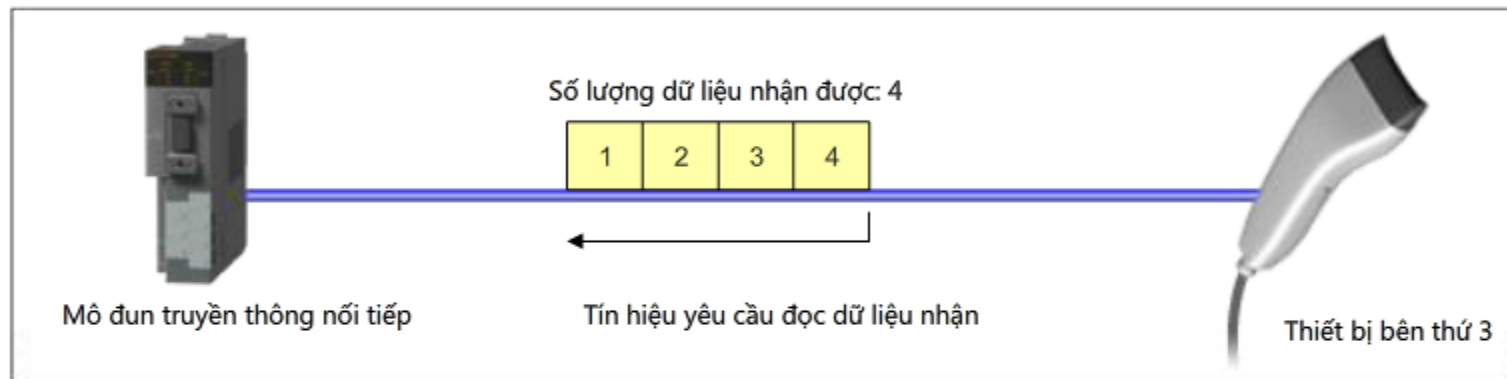 Số lượng dữ liệu nhận được: 4
1 2 3 4
Mô đun truyền thông nối tiếp
Tín hiệu yêu cầu đọc dữ liệu nhận
Thiết bị bên thứ 3